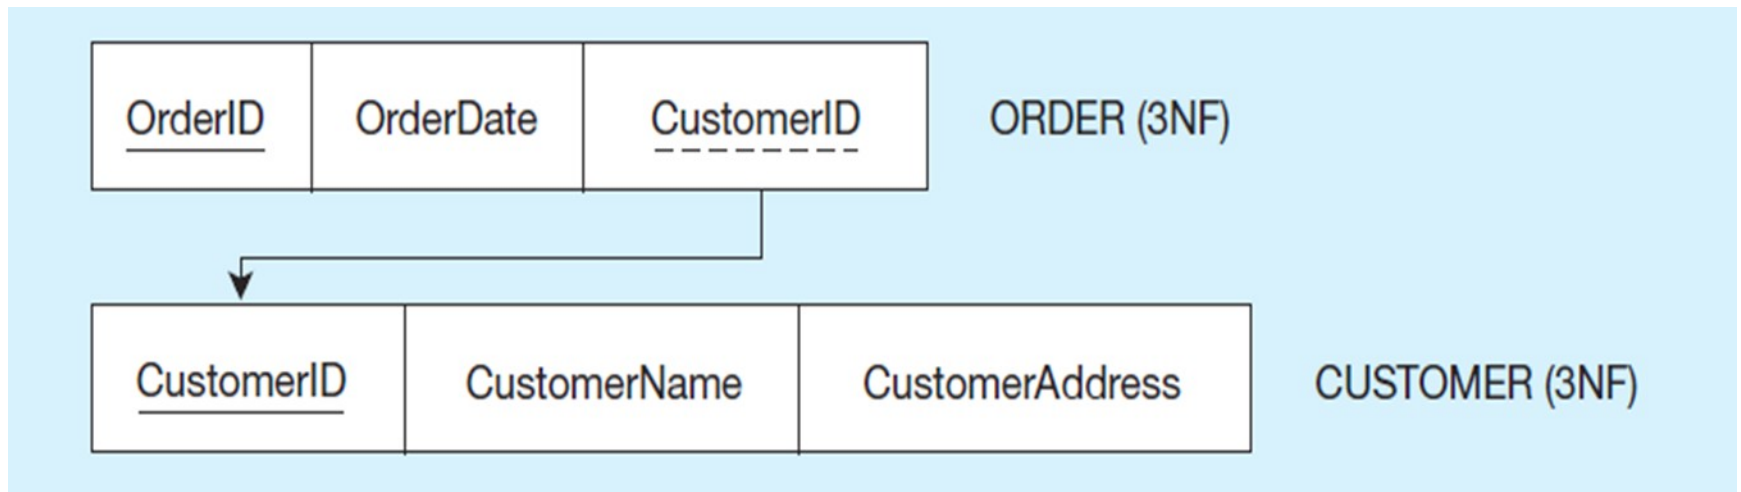 OrderID OrderDate CustomerID ORDER (3NF)
CustomerID CustomerName CustomerAddress CUSTOMER (3NF)